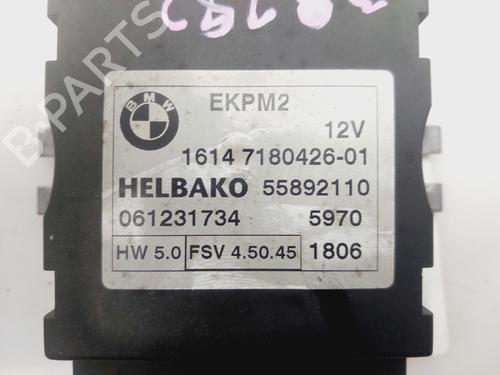 BMW
EKPM2
12V
1614 7180426-01
HELBAKO 55892110
061231734 5970
HW 5.0 FSV 4.50.45 1806
B-PARTS